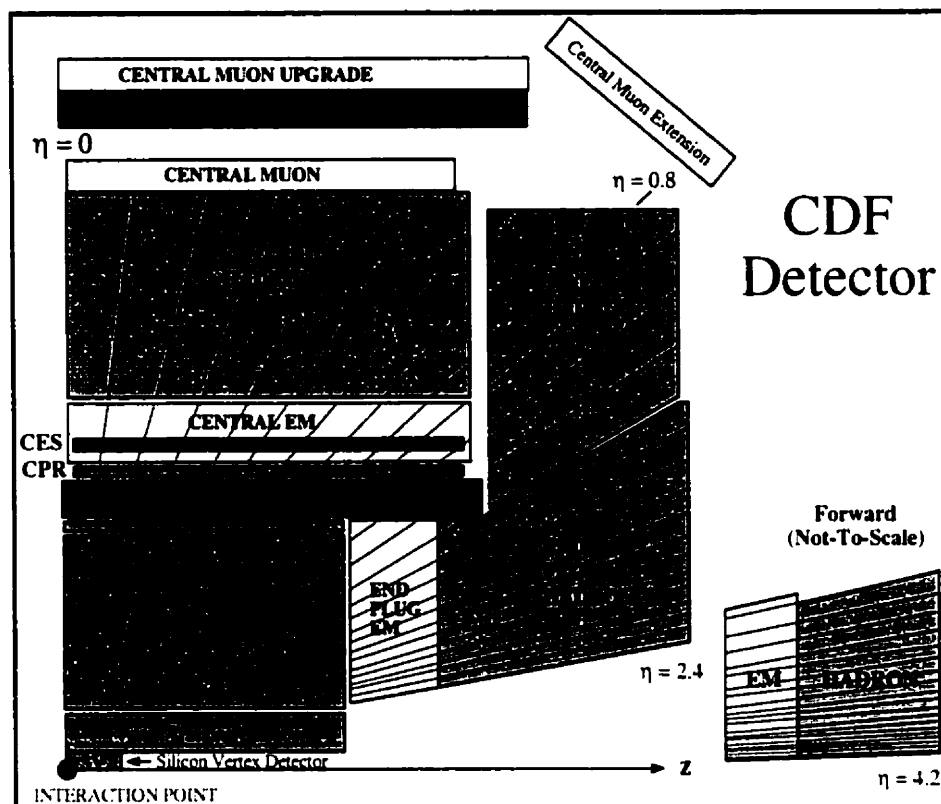 CENTRAL MUON UPGRADE
Central Muon Extension
η = 0
CENTRAL MUON
η = 0.8
CDF
Detector
CENTRAL EM
CES
CPR
Forward
(Not-To-Scale)
END
PLUG
EM
η = 2.4
EM
HADRON
← Silicon Vertex Detector
Z
INTERACTION POINT
η = 4.2